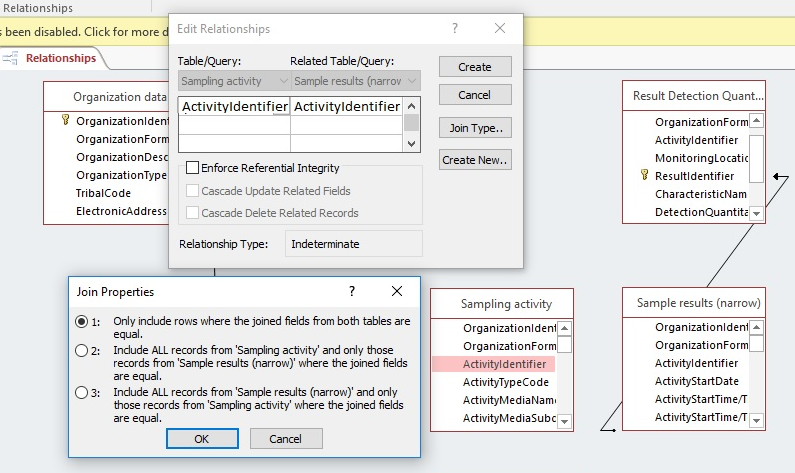 Relationships
s been disabled. Click for more d
Relationships
Edit Relationships
?
Table/Query:
Related Table/Query:
Sampling activity
Sample results (narrow
ActivityIdentifier
ActivityIdentifier
Enforce Referential Integrity
Cascade Update Related Fields
Cascade Delete Related Records
Relationship Type:
Indeterminate
Create
Cancel
Join Type..
Create New..
Organization data
OrganizationIdent
OrganizationForm
OrganizationDesc
OrganizationType
TribalCode
ElectronicAddress
Result Detection Quant...
OrganizationForm
ActivityIdentifier
MonitoringLocatio
ResultIdentifier
CharacteristicNam
DetectionQuantita
Join Properties
?
1: Only include rows where the joined fields from both tables are
equal.
2: Include ALL records from 'Sampling activity' and only those
records from 'Sample results (narrow)' where the joined fields
are equal.
3: Include ALL records from 'Sample results (narrow)' and only
those records from 'Sampling activity' where the joined fields
are equal.
OK
Cancel
Sampling activity
OrganizationIdent
OrganizationForm
ActivityIdentifier
ActivityTypeCode
ActivityMediaName
ActivityMediaSubd
Sample results (narrow)
OrganizationIdent
OrganizationForm
ActivityIdentifier
ActivityStartDate
ActivityStartTime/T
ActivityStartTime/T